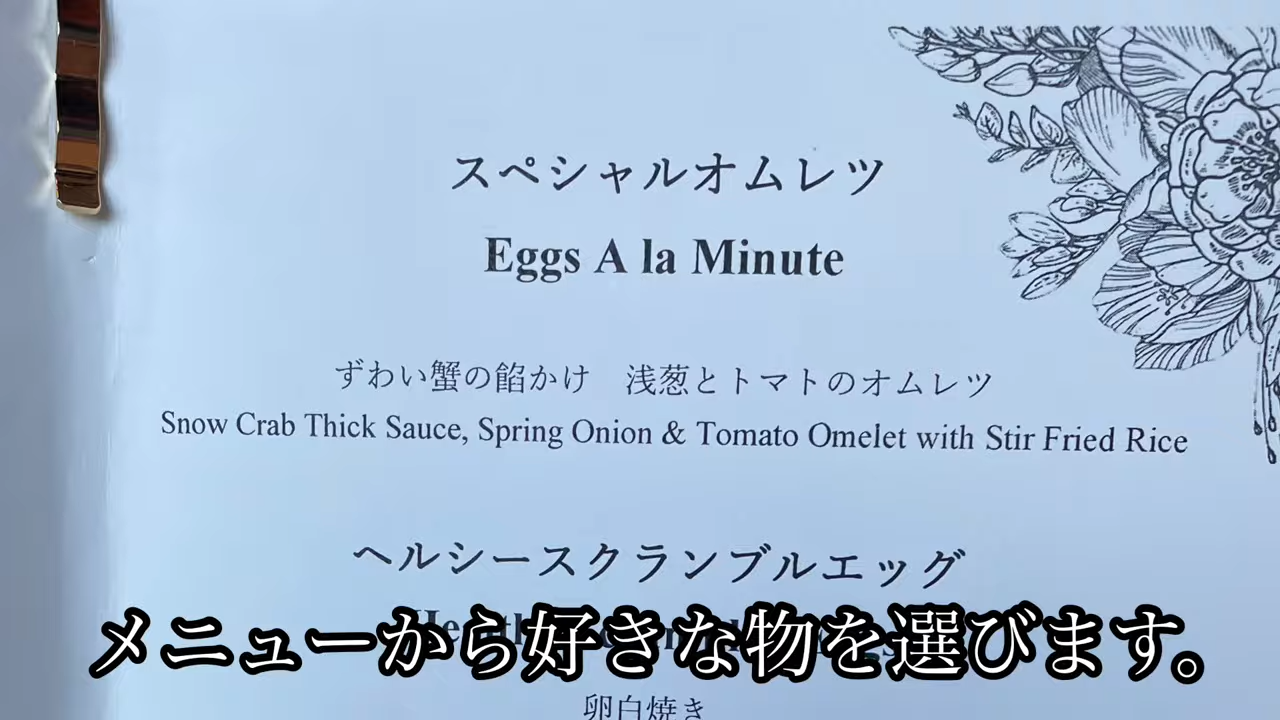 スペシャルオムレツ
Eggs A la Minute
ずわい蟹の餡かけ　浅葱とトマトのオムレツ
Snow Crab Thick Sauce, Spring Onion & Tomato Omelet with Stir Fried Rice
ヘルシースクランブルエッグ
メニューから好きな物を選びます。
卵白焼き